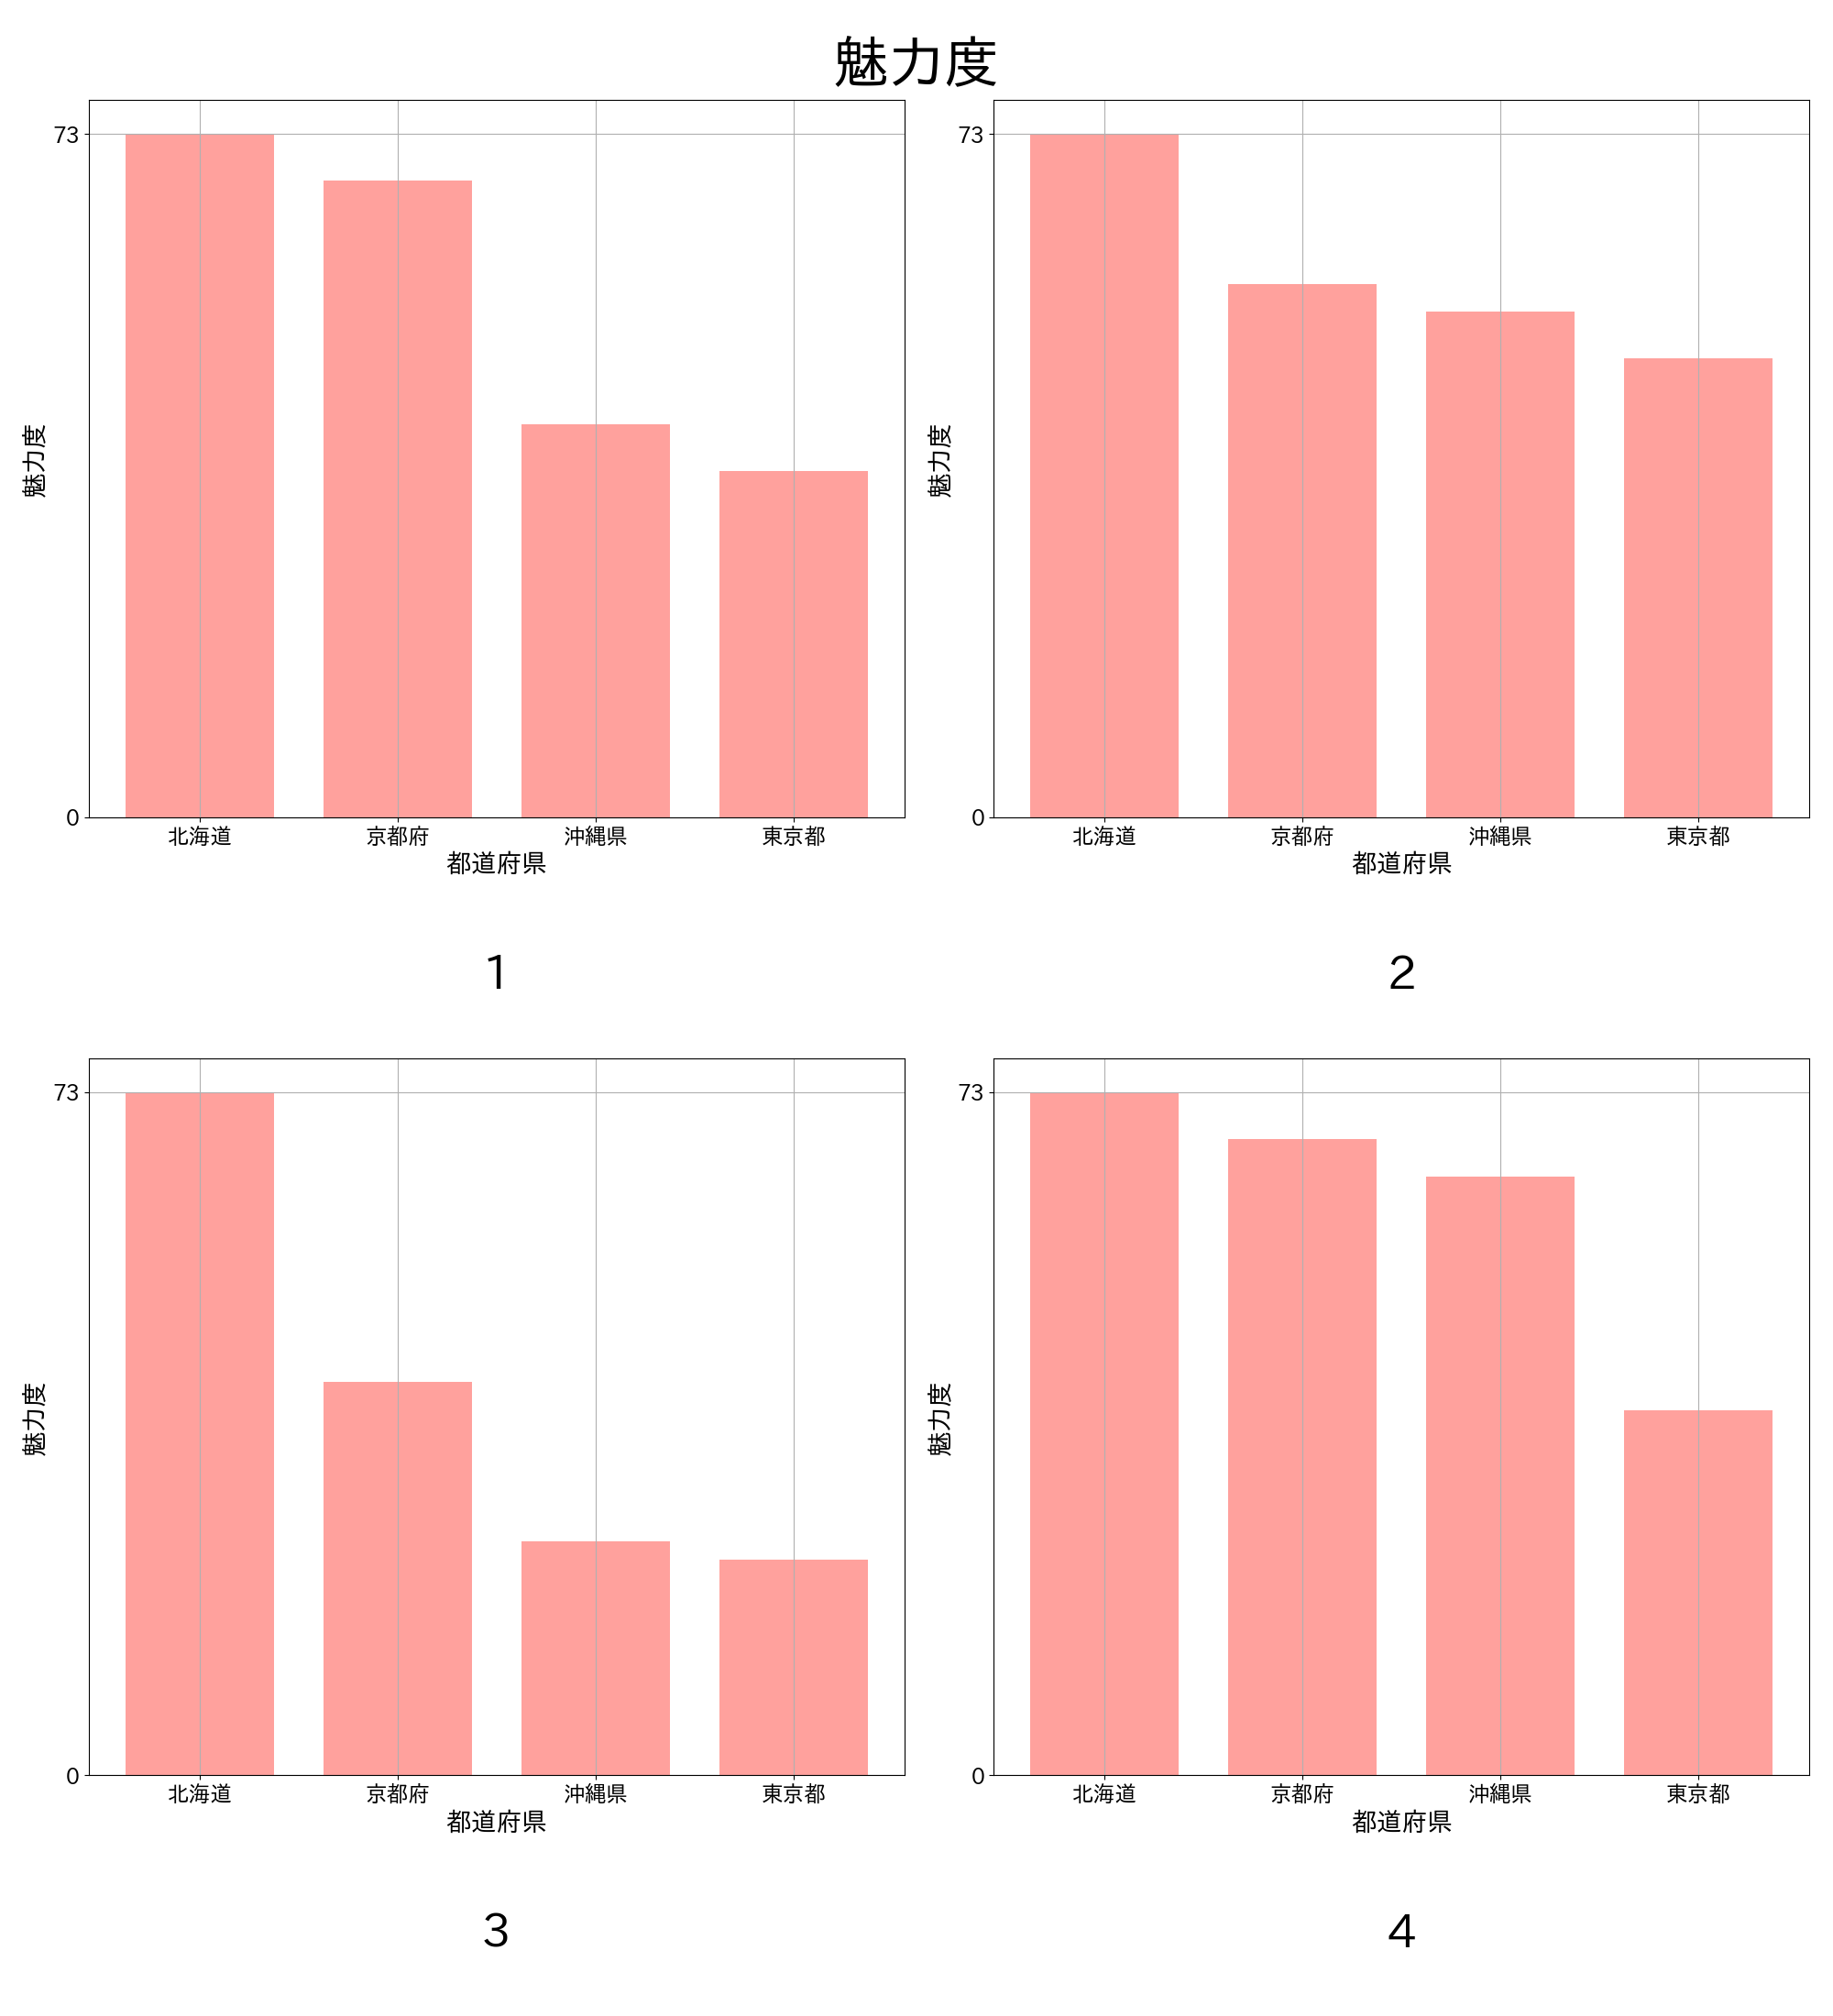 魅力度
73
0
魅力度
北海道 京都府 沖縄県 東京都
都道府県
1
73
0
魅力度
北海道 京都府 沖縄県 東京都
都道府県
2
73
0
魅力度
北海道 京都府 沖縄県 東京都
都道府県
3
73
0
魅力度
北海道 京都府 沖縄県 東京都
都道府県
4